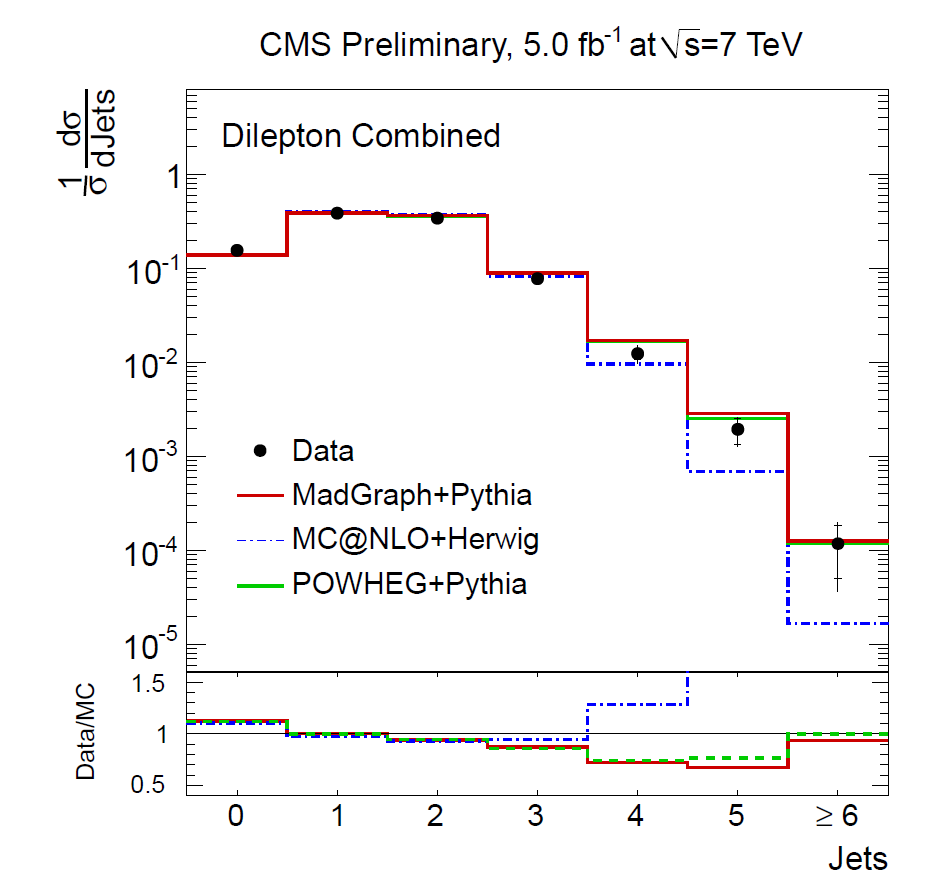 CMS Preliminary, 5.0 fb⁻¹ at √s=7 TeV
1/σ dσ/dJets
Dilepton Combined
1
10⁻¹
10⁻²
10⁻³
10⁻⁴
10⁻⁵
Data
MadGraph+Pythia
MC@NLO+Herwig
POWHEG+Pythia
Data/MC
1.5
1
0.5
0 1 2 3 4 5 ≥ 6
Jets